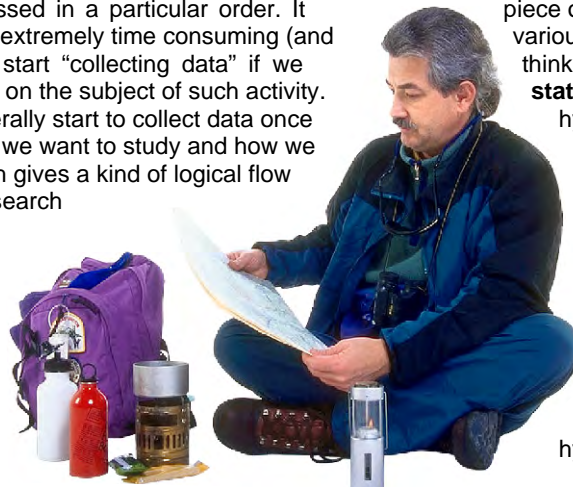 ssed in a particular order. It
extremely time consuming (and
start “collecting data” if we
on the subject of such activity.
erally start to collect data once
we want to study and how we
n gives a kind of logical flow
search
piece o
various
think
stat
h
h